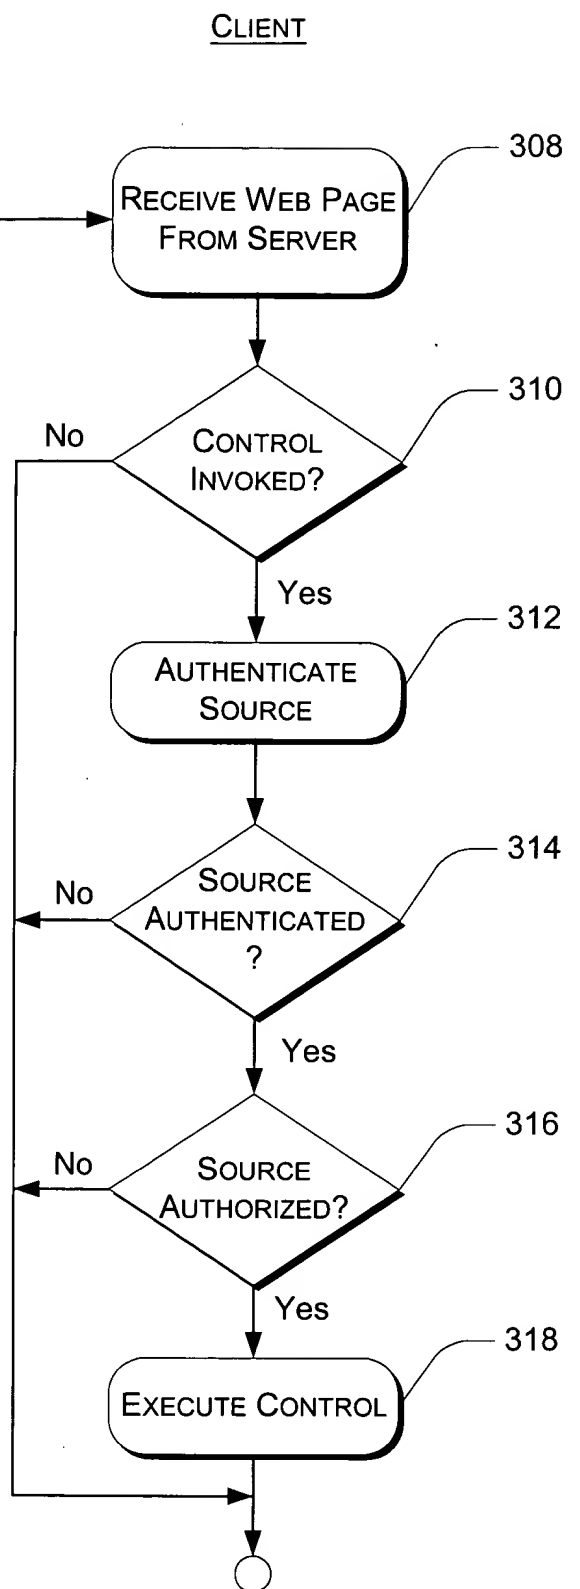 CLIENT
308
RECEIVE WEB PAGE
FROM SERVER
310
No
CONTROL
INVOKED?
Yes
312
AUTHENTICATE
SOURCE
314
No
SOURCE
AUTHENTICATED
?
Yes
316
No
SOURCE
AUTHORIZED?
Yes
318
EXECUTE CONTROL